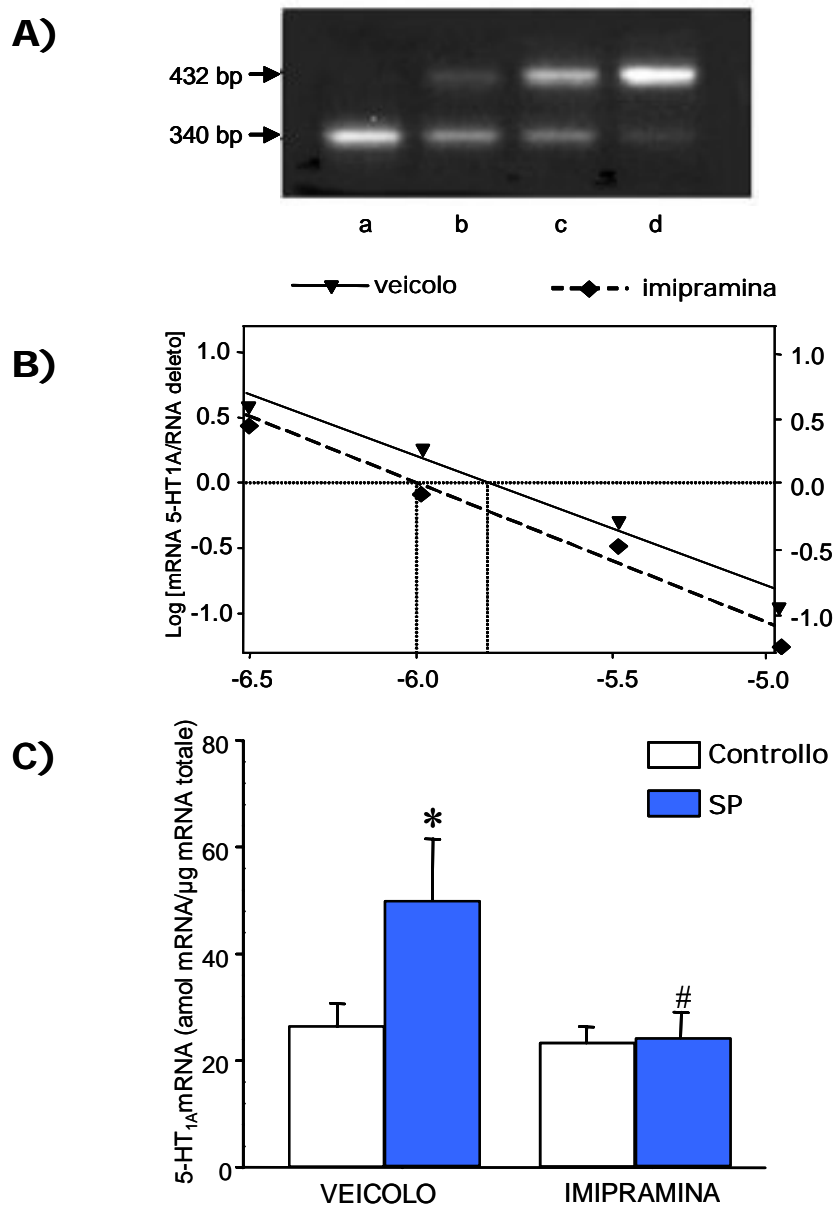 A)
432 bp
340 bp
a b c d
veicolo imipramina
B)
Log [mRNA 5-HT1A/RNA deleto]
1.0 1.0
0.5 0.5
0.0 0.0
-0.5 -0.5
-1.0 -1.0
-6.5 -6.0 -5.5 -5.0
C)
5-HT1AmRNA (amol mRNA/µg mRNA totale)
80
60
40
20
0
Controllo
SP
*
#
VEICOLO IMIPRAMINA